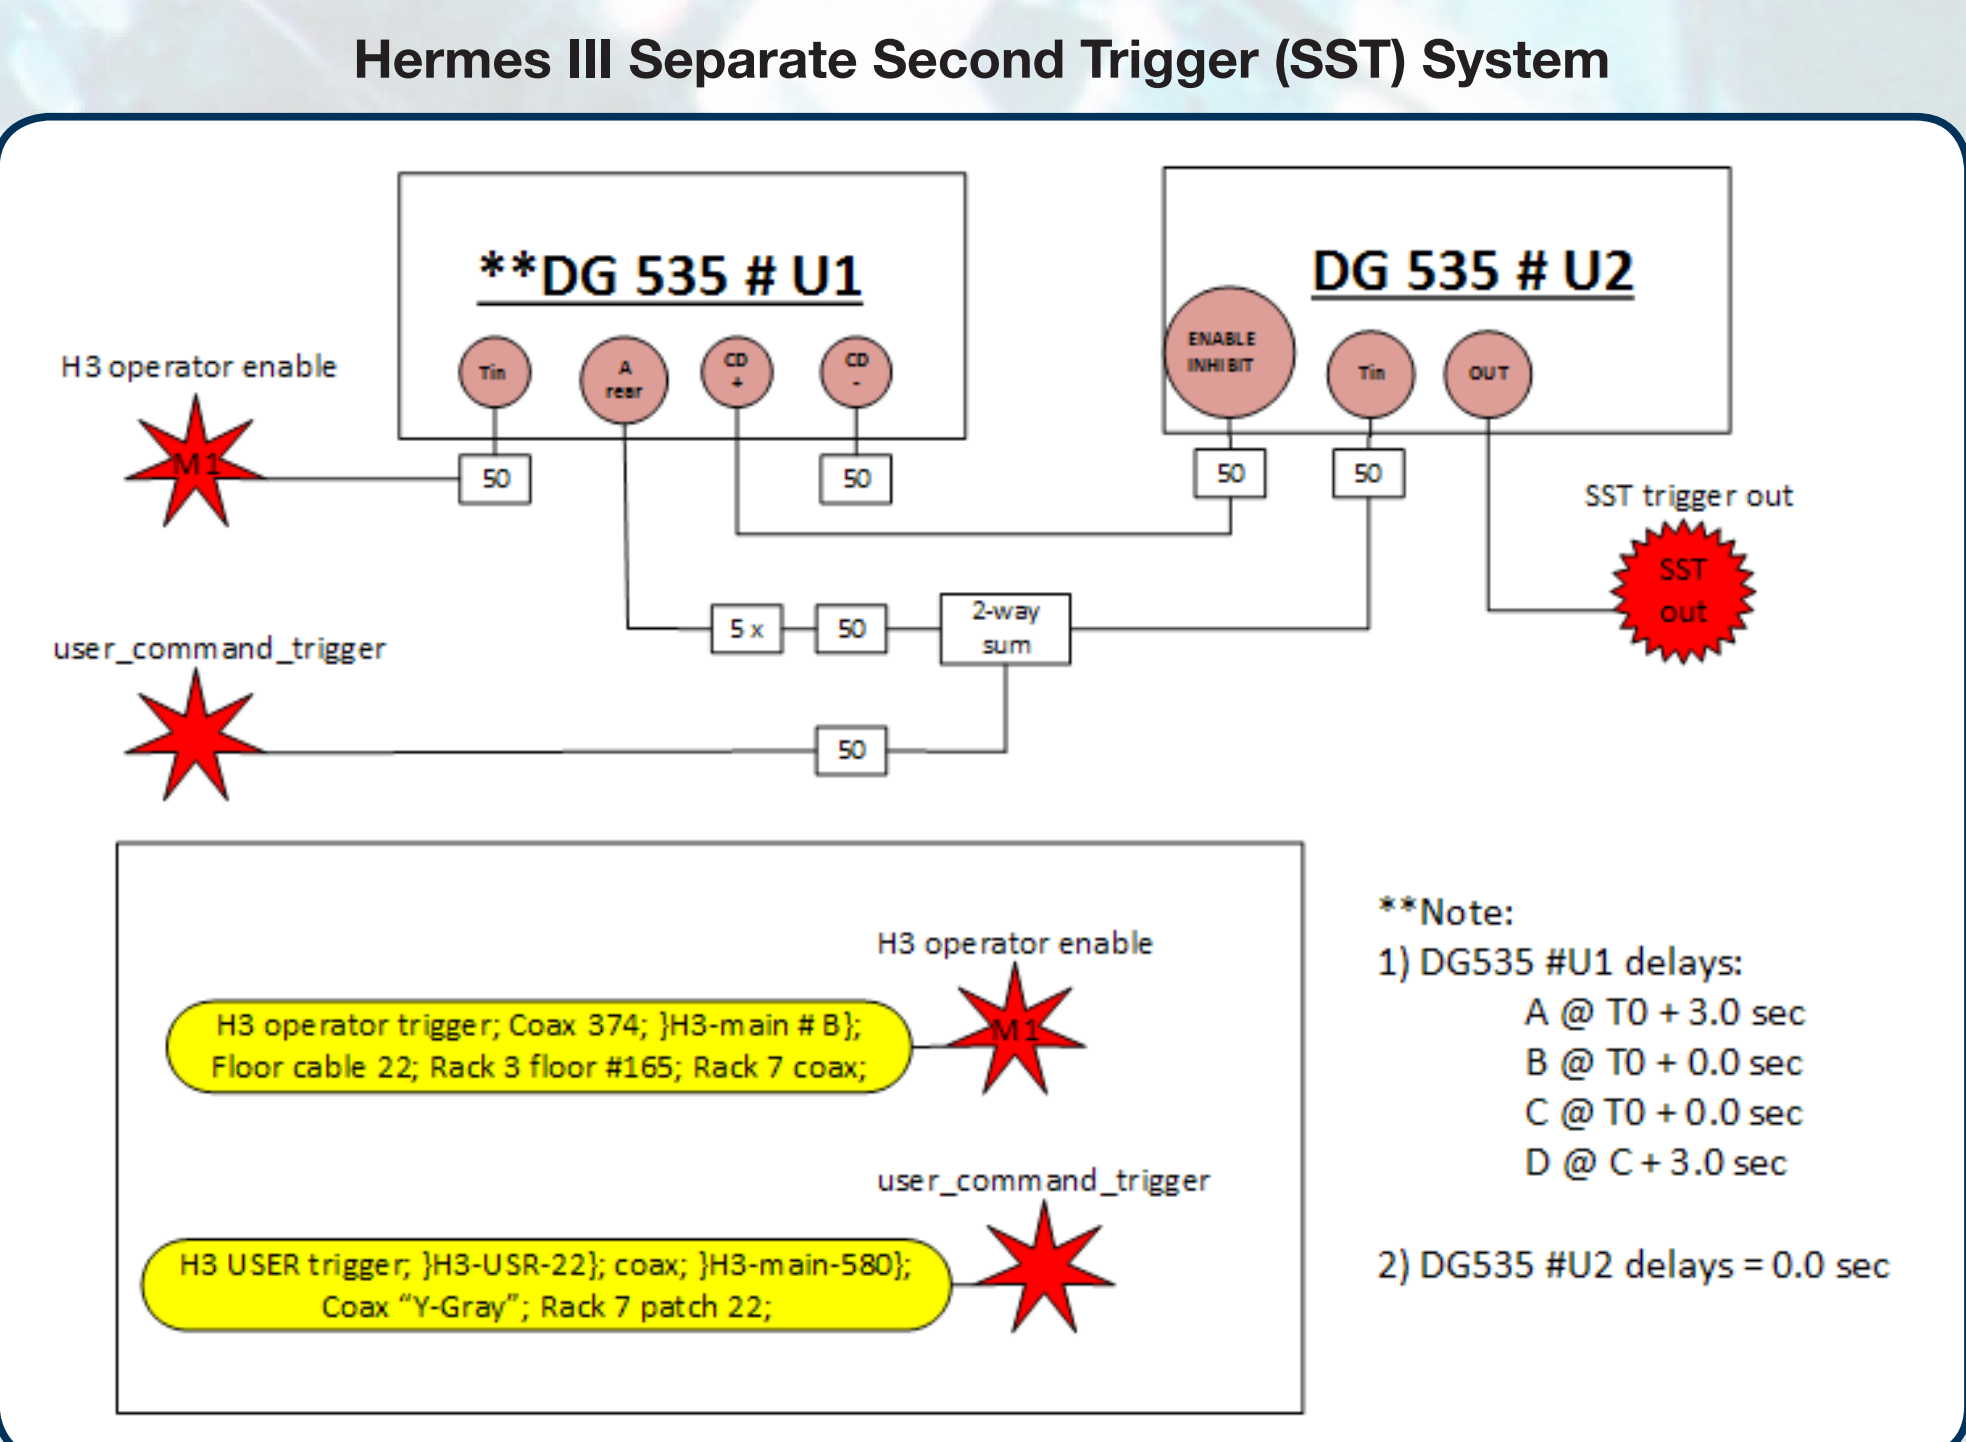 Hermes III Separate Second Trigger (SST) System
**DG 535 # U1
DG 535 # U2
Tin
A
rear
CD
+
CD
-
ENABLE
INHIBIT
Tin
OUT
H3 operator enable
M1
50
50
50
50
SST trigger out
SST
out
5 x
50
2-way
sum
user_command_trigger
50
H3 operator enable
M1
H3 operator trigger; Coax 374; }H3-main # B};
Floor cable 22; Rack 3 floor #165; Rack 7 coax;
user_command_trigger
H3 USER trigger; }H3-USR-22}; coax; }H3-main-580};
Coax “Y-Gray”; Rack 7 patch 22;
**Note:
1) DG535 #U1 delays:
A @ T0 + 3.0 sec
B @ T0 + 0.0 sec
C @ T0 + 0.0 sec
D @ C + 3.0 sec
2) DG535 #U2 delays = 0.0 sec